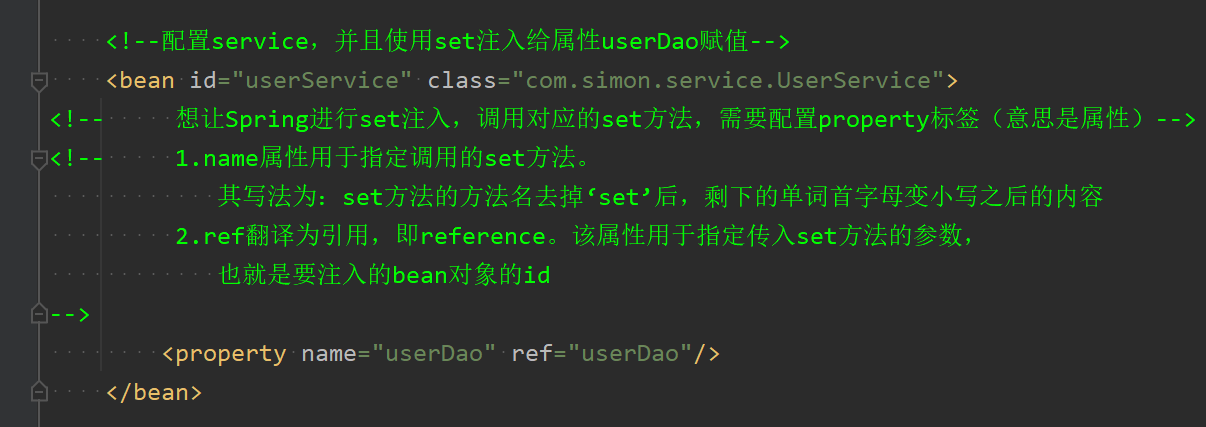 <!--配置service，并且使用set注入给属性userDao赋值-->
<bean id="userService" class="com.simon.service.UserService">
<!-- 想让Spring进行set注入，调用对应的set方法，需要配置property标签（意思是属性）-->
<!-- 1.name属性用于指定调用的set方法。
其写法为：set方法的方法名去掉‘set’后，剩下的单词首字母变小写之后的内容
2.ref翻译为引用，即reference。该属性用于指定传入set方法的参数，
也就是要注入的bean对象的id
-->
<property name="userDao" ref="userDao"/>
</bean>